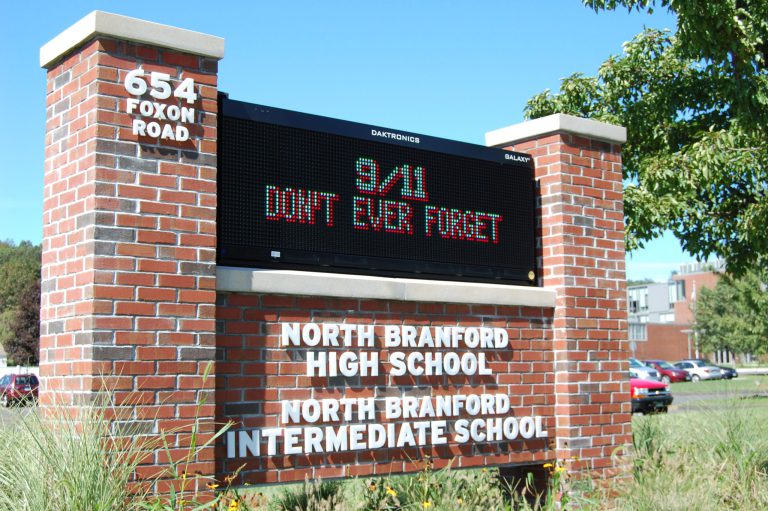 654
FOXON
ROAD
DAKTRONICS
GALAXY®
9/11
DON'T EVER FORGET
NORTH BRANFORD
HIGH SCHOOL
NORTH BRANFORD
INTERMEDIATE SCHOOL